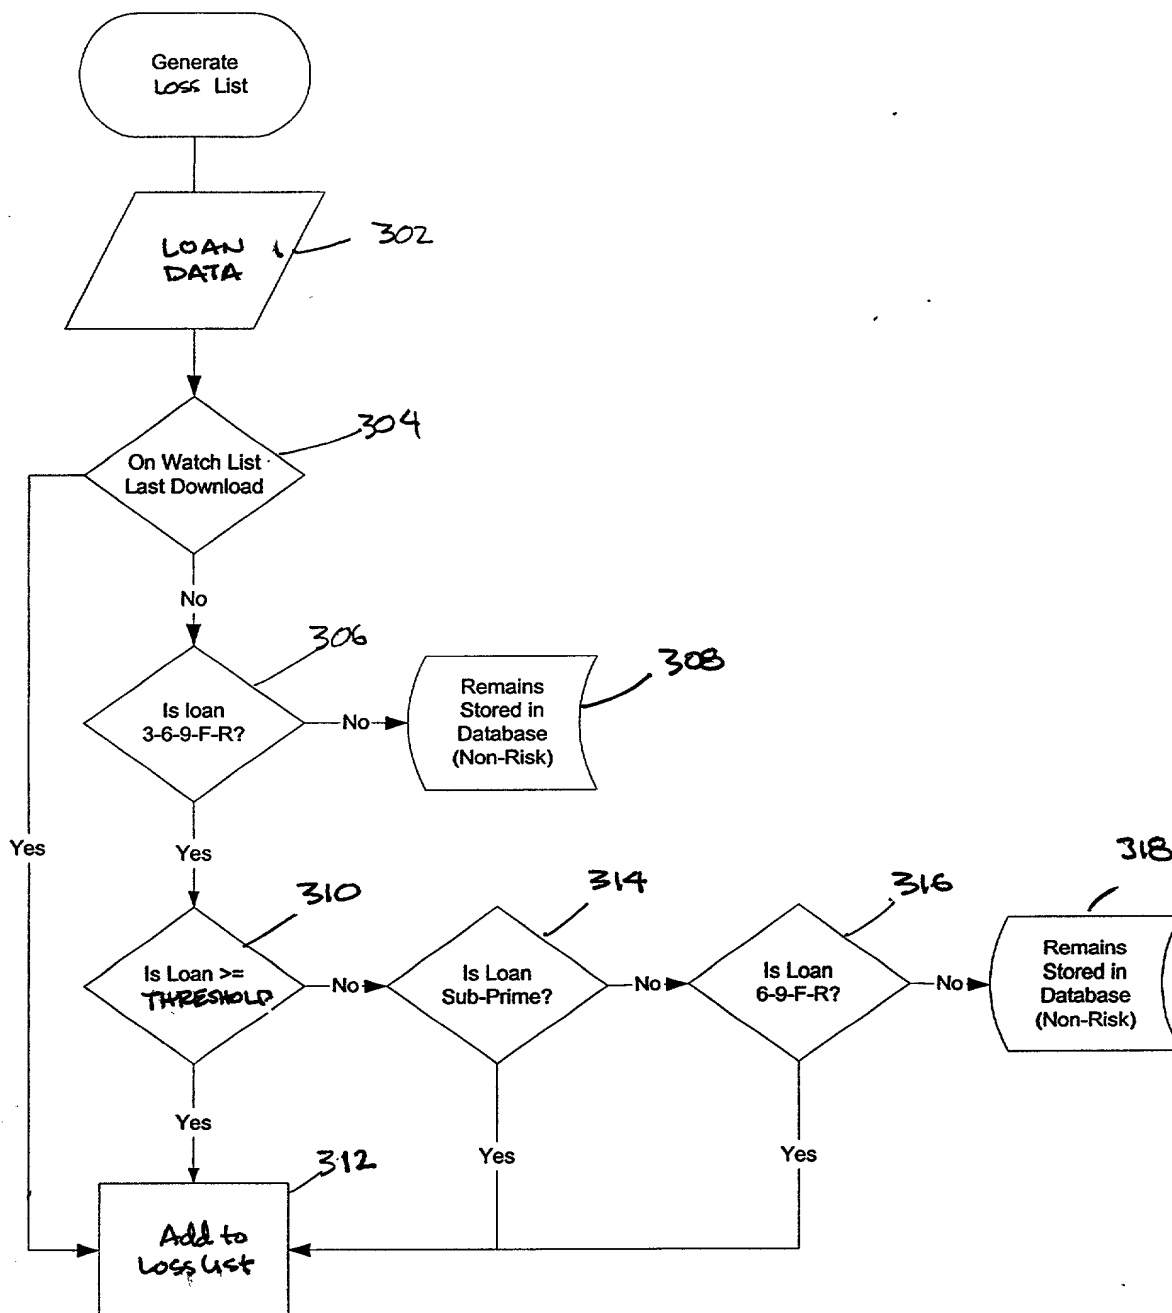 Generate
Loss List
LOAN
DATA
302
On Watch List
Last Download
304
No
Is loan
3-6-9-F-R?
306
No
Remains
Stored in
Database
(Non-Risk)
308
Yes
Yes
Is Loan >=
THRESHOLD
310
No
Is Loan
Sub-Prime?
314
No
Is Loan
6-9-F-R?
316
No
Remains
Stored in
Database
(Non-Risk)
318
Yes
Yes
Yes
Add to
Loss List
312